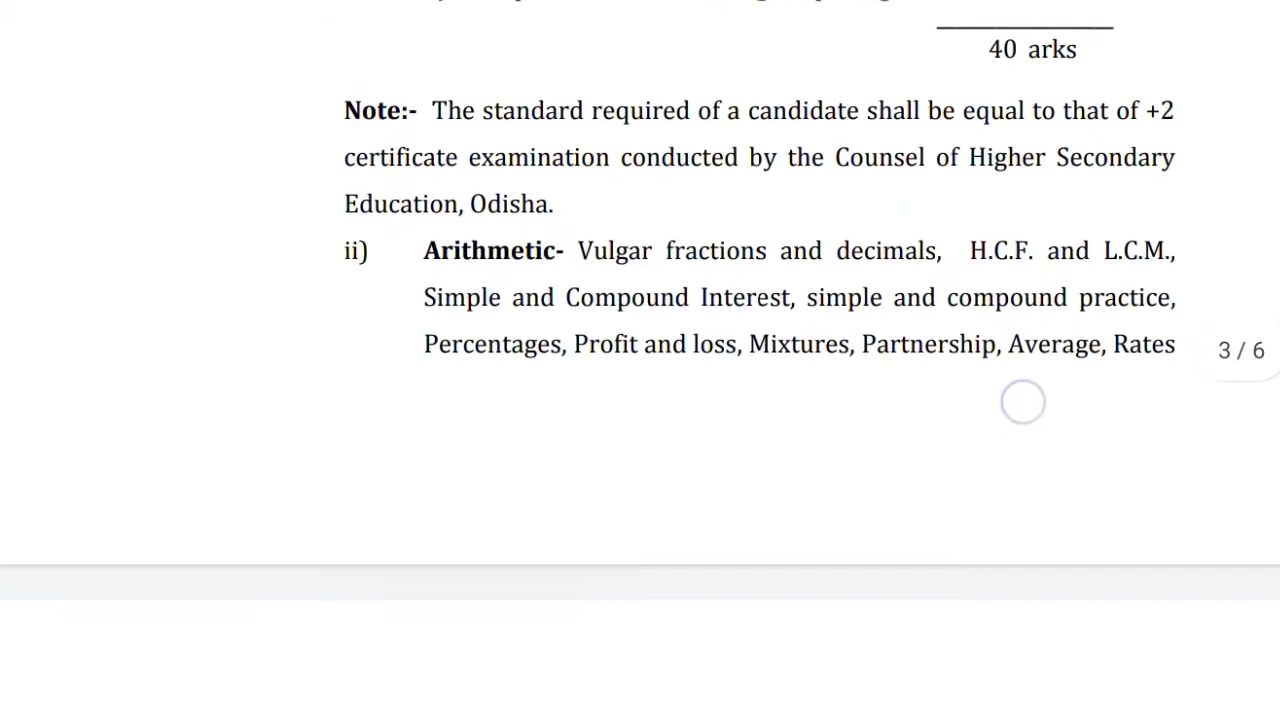 40 arks
Note:- The standard required of a candidate shall be equal to that of +2
certificate examination conducted by the Counsel of Higher Secondary
Education, Odisha.
ii) Arithmetic- Vulgar fractions and decimals, H.C.F. and L.C.M.,
Simple and Compound Interest, simple and compound practice,
Percentages, Profit and loss, Mixtures, Partnership, Average, Rates
3 / 6